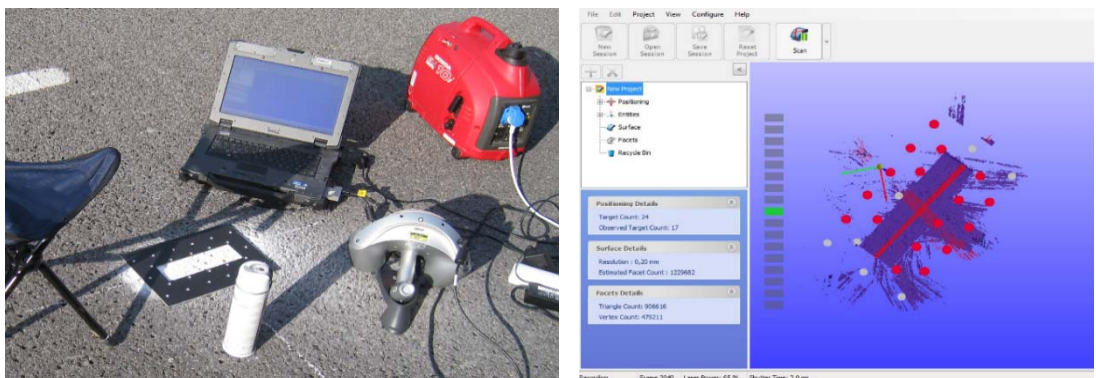 File Edit Project View Configure Help
New Session
Open Session
Save Session
Reset Project
Scan
New Project
Positioning
Entities
Surface
Facets
Recycle Bin
Positioning Details
Target Count: 24
Observed Target Count: 17
Surface Details
Resolution : 0,20 mm
Estimated Facet Count : 1229682
Facets Details
Triangle Count: 906616
Vertex Count: 479211